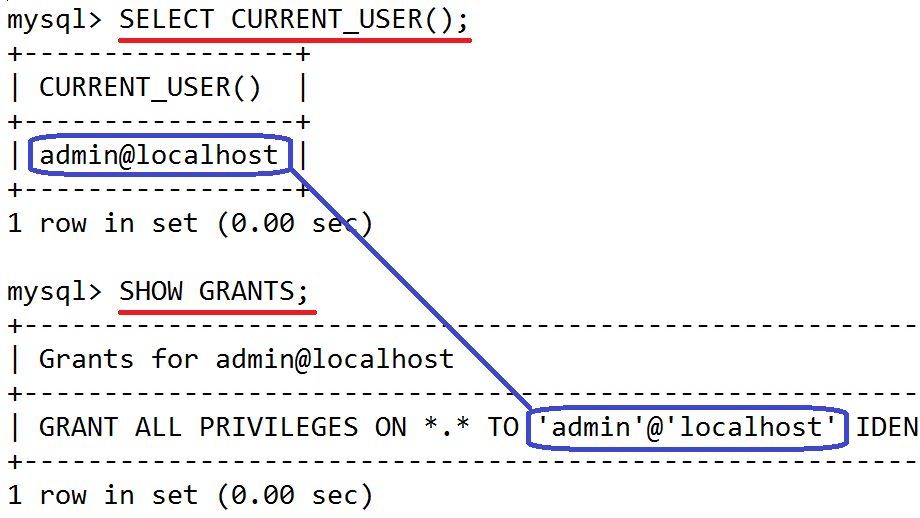 mysql> SELECT CURRENT_USER();
+-----------------+
| CURRENT_USER()  |
+-----------------+
| admin@localhost |
+-----------------+
1 row in set (0.00 sec)
mysql> SHOW GRANTS;
+--------------------------------------------------------
| Grants for admin@localhost
+--------------------------------------------------------
| GRANT ALL PRIVILEGES ON *.* TO 'admin'@'localhost' IDEN
+--------------------------------------------------------
1 row in set (0.00 sec)